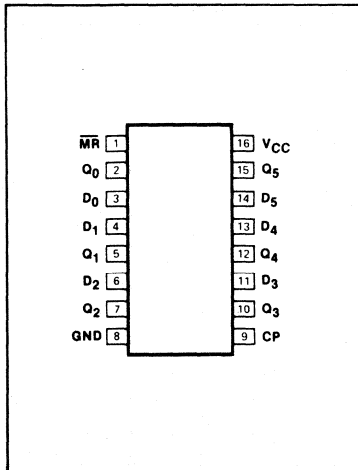 M̅R̅ 1 16 VCC
Q0 2 15 Q5
D0 3 14 D5
D1 4 13 D4
Q1 5 12 Q4
D2 6 11 D3
Q2 7 10 Q3
GND 8 9 CP